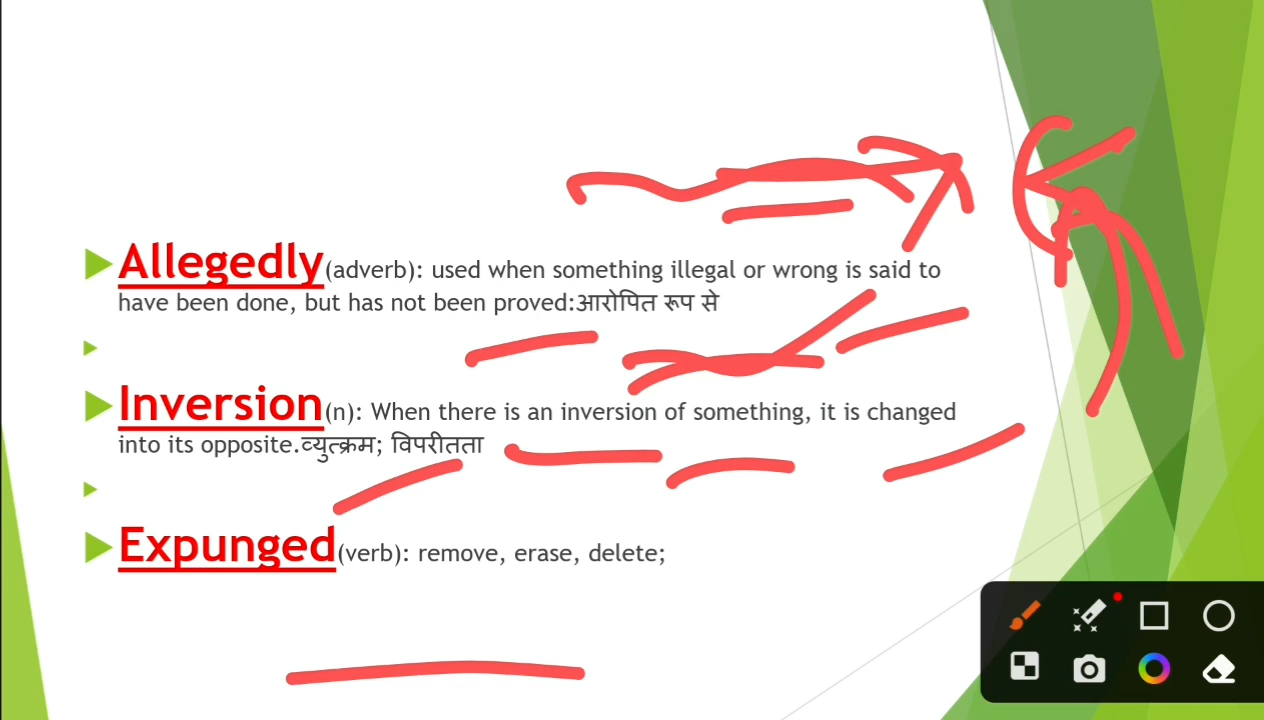 Allegedly(adverb): used when something illegal or wrong is said to
have been done, but has not been proved:आरोपित रूप से
Inversion(n): When there is an inversion of something, it is changed
into its opposite.व्युत्क्रम; विपरीतता
Expunged(verb): remove, erase, delete;